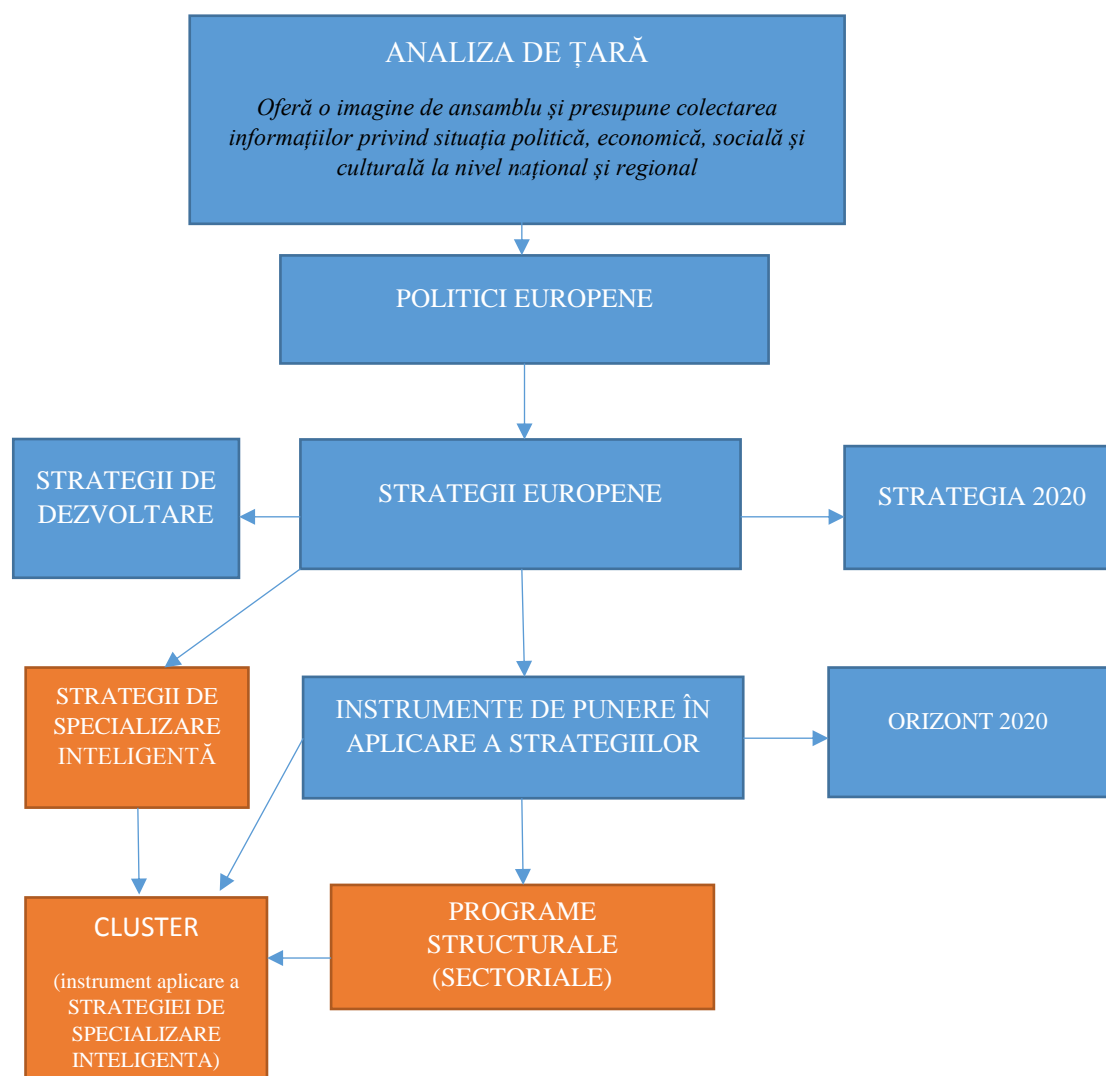 ANALIZA DE ȚARĂ
Oferă o imagine de ansamblu și presupune colectarea
informațiilor privind situația politică, economică, socială și
culturală la nivel național și regional
POLITICI EUROPENE
STRATEGII DE
DEZVOLTARE
STRATEGII EUROPENE
STRATEGIA 2020
STRATEGII DE
SPECIALIZARE
INTELIGENTĂ
INSTRUMENTE DE PUNERE ÎN
APLICARE A STRATEGIILOR
ORIZONT 2020
CLUSTER
(instrument aplicare a
STRATEGIEI DE
SPECIALIZARE
INTELIGENTA)
PROGRAME
STRUCTURALE
(SECTORIALE)